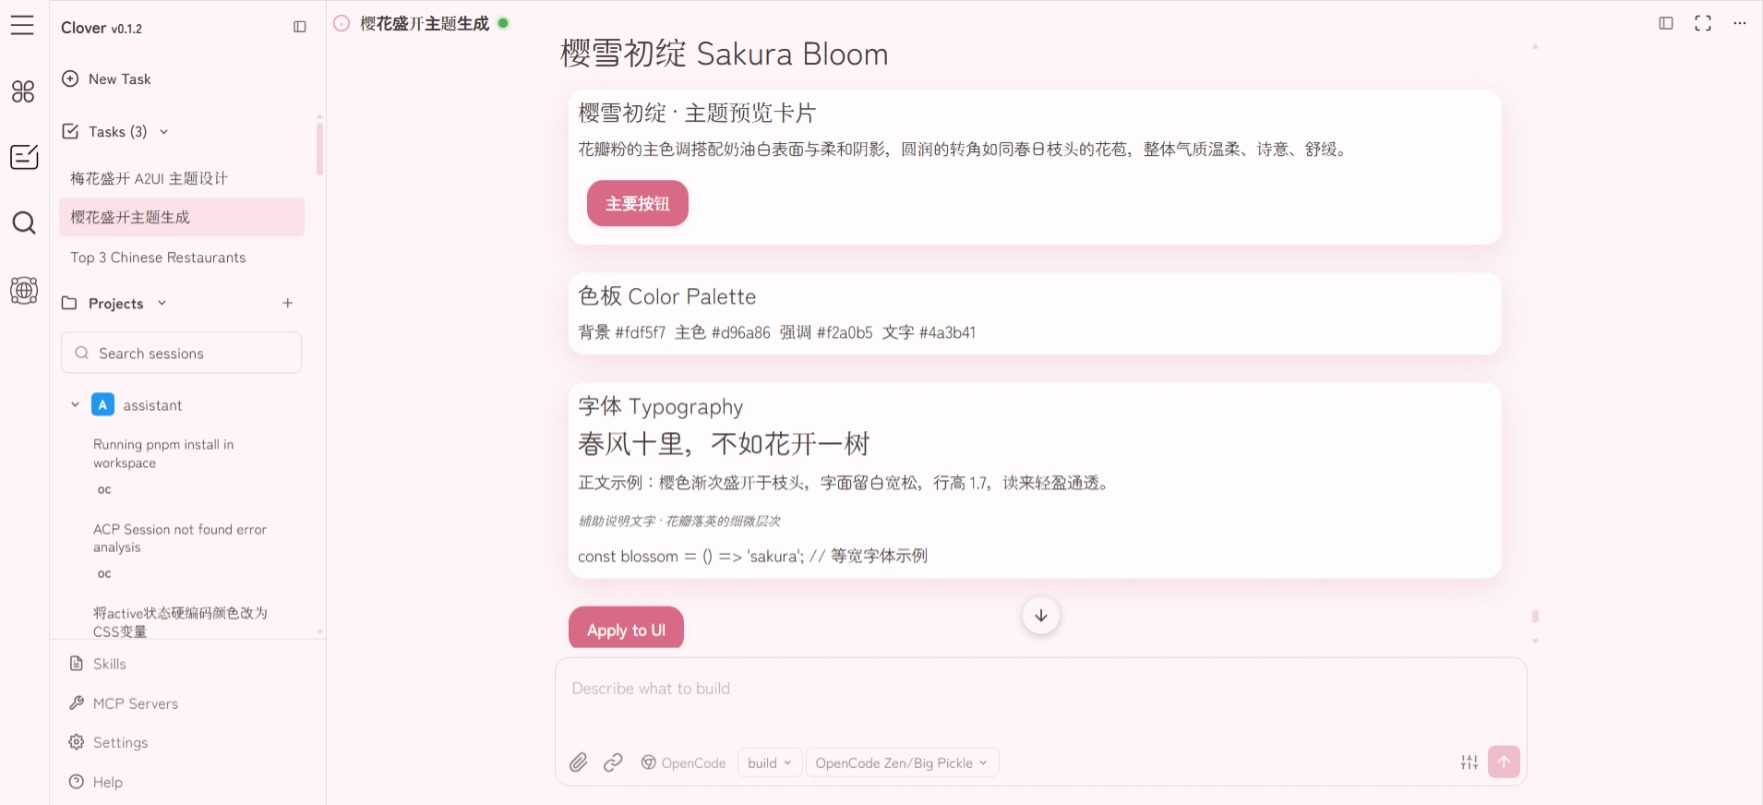 Clover v0.1.2
New Task
Tasks (3)
梅花盛开 A2UI 主题设计
樱花盛开主题生成
Top 3 Chinese Restaurants
Projects
Search sessions
A assistant
Running pnpm install in
workspace
OC
ACP Session not found error
analysis
OC
将active状态硬编码颜色改为
CSS变量
Skills
MCP Servers
Settings
Help
樱花盛开主题生成
樱雪初绽 Sakura Bloom
樱雪初绽 · 主题预览卡片
花瓣粉的主色调搭配奶油白表面与柔和阴影，圆润的转角如同春日枝头的花苞，整体气质温柔、诗意、舒缓。
主要按钮
色板 Color Palette
背景 #fdf5f7 主色 #d96a86 强调 #f2a0b5 文字 #4a3b41
字体 Typography
春风十里，不如花开一树
正文示例：樱色渐次盛开于枝头，字面留白宽松，行高 1.7，读来轻盈通透。
辅助说明文字 · 花瓣落英的细微层次
const blossom = () => 'sakura'; // 等宽字体示例
Apply to UI
Describe what to build
OpenCode build OpenCode Zen/Big Pickle